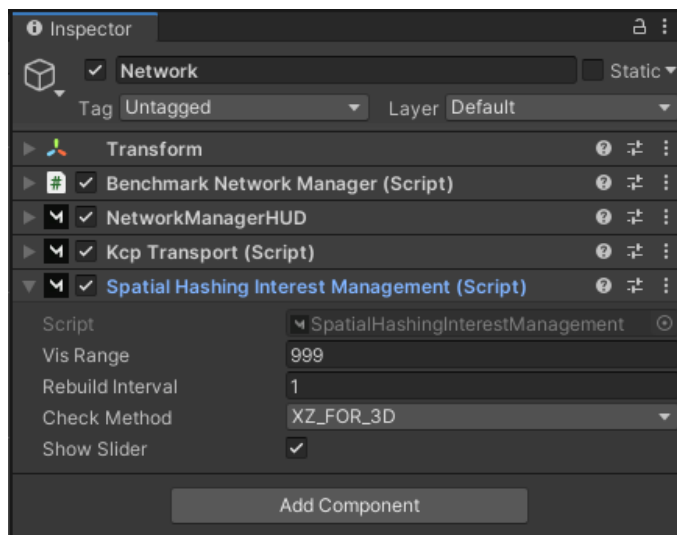 Inspector
Network
Static
Tag Untagged Layer Default
Transform
# Benchmark Network Manager (Script)
NetworkManagerHUD
Kcp Transport (Script)
Spatial Hashing Interest Management (Script)
Script SpatialHashingInterestManagement
Vis Range 999
Rebuild Interval 1
Check Method XZ_FOR_3D
Show Slider
Add Component